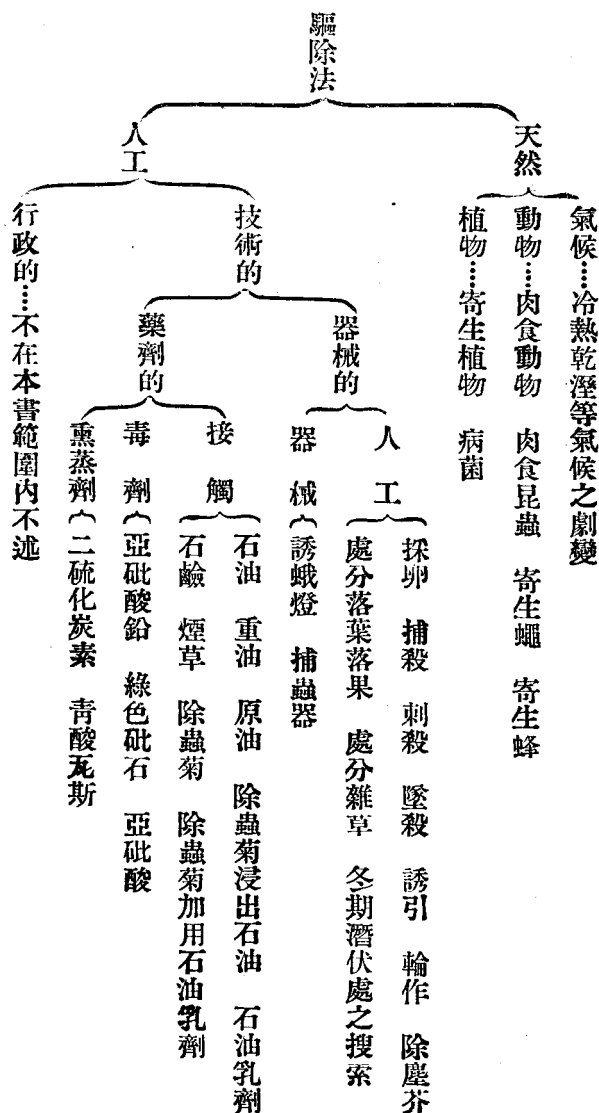 驅除法
天然
氣候……冷熱乾溼等氣候之劇變
動物……肉食動物 肉食昆蟲 寄生蠅 寄生蜂
植物……寄生植物 病菌
人工
技術的
器械的
人工
採卵 捕殺 刺殺 墜殺 誘引 輪作 除塵芥
處分落葉落果 處分雜草 冬期潛伏處之搜索
器械
誘蛾燈 捕蟲器
藥劑的
接觸
石油 重油 原油 除蟲菊浸出石油 石油乳劑
石鹼 煙草 除蟲菊 除蟲菊加用石油乳劑
毒劑
亞砒酸鉛 綠色砒石 亞砒酸
熏蒸劑
二硫化炭素 青酸瓦斯
行政的……不在本書範圍內不述